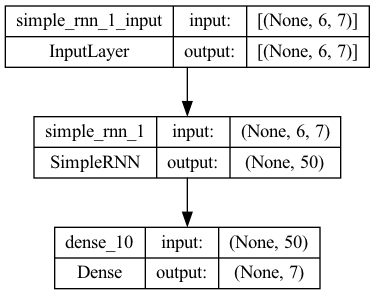 simple_rnn_1_input input: [(None, 6, 7)]
InputLayer output: [(None, 6, 7)]
simple_rnn_1 input: (None, 6, 7)
SimpleRNN output: (None, 50)
dense_10 input: (None, 50)
Dense output: (None, 7)